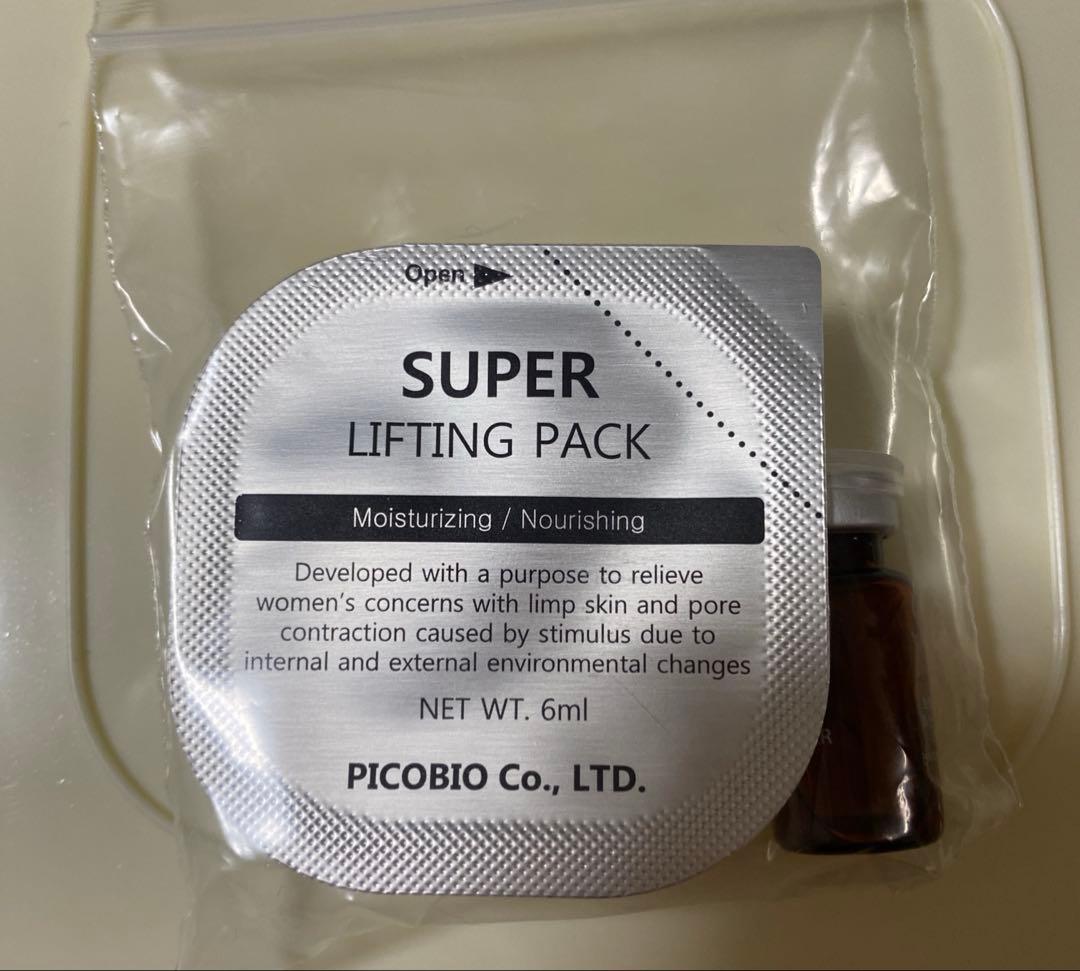 Open
SUPER
LIFTING PACK
Moisturizing / Nourishing
Developed with a purpose to relieve
women's concerns with limp skin and pore
contraction caused by stimulus due to
internal and external environmental changes
NET WT. 6ml
PICOBIO Co., LTD.